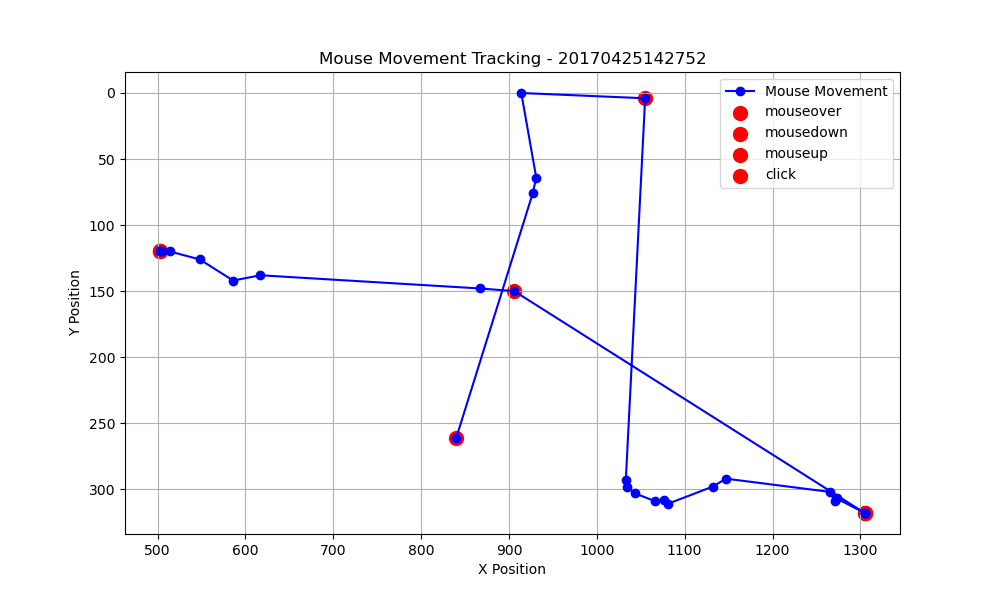 Mouse Movement Tracking - 20170425142752
Mouse Movement
mouseover
mousedown
mouseup
click
0
50
100
150
200
250
300
Y Position
500 600 700 800 900 1000 1100 1200 1300
X Position